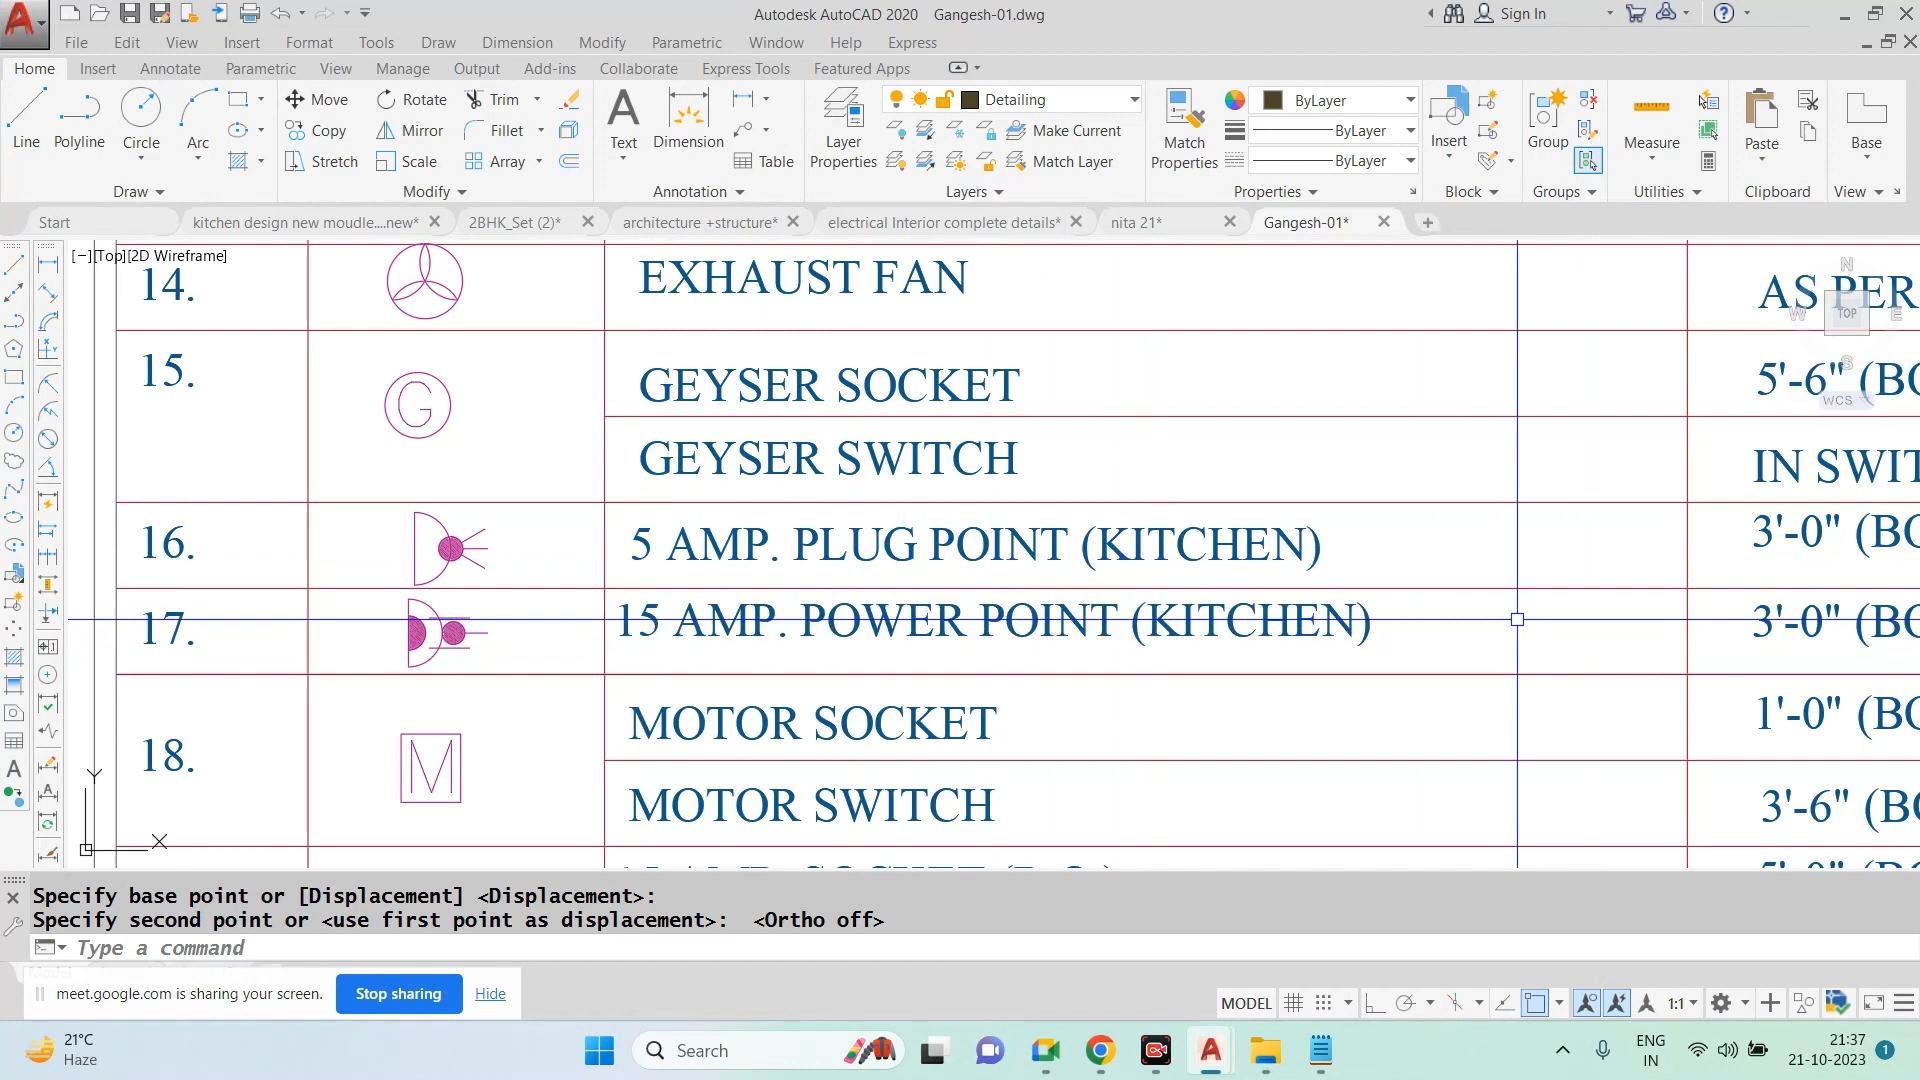 Autodesk AutoCAD 2020 Gangesh-01.dwg
Sign In
File Edit View Insert Format Tools Draw Dimension Modify Parametric Window Help Express
Home Insert Annotate Parametric View Manage Output Add-ins Collaborate Express Tools Featured Apps
Line Polyline Circle Arc
Move Rotate Trim
Copy Mirror Fillet
Stretch Scale Array
Text Dimension Table
Layer Properties
Detailing
Make Current
Match Layer
Match Properties
ByLayer
ByLayer
ByLayer
Insert Group Measure Paste Base
Draw Modify Annotation Layers Properties Block Groups Utilities Clipboard View
Start kitchen design new moudle....new* 2BHK_Set (2)* architecture +structure* electrical Interior complete details* nita 21* Gangesh-01*
[−][Top][2D Wireframe]
14. EXHAUST FAN AS PER
N
W TOP E
S
WCS
15. G GEYSER SOCKET 5'-6" (BO
GEYSER SWITCH IN SWIT
16. 5 AMP. PLUG POINT (KITCHEN) 3'-0" (BO
17. 15 AMP. POWER POINT (KITCHEN) 3'-0" (BO
18. M MOTOR SOCKET 1'-0" (BO
MOTOR SWITCH 3'-6" (BO
Y
X
Specify base point or [Displacement] <Displacement>:
Specify second point or <use first point as displacement>: <Ortho off>
Type a command
meet.google.com is sharing your screen. Stop sharing Hide
MODEL 1:1
21°C
Haze
Search
ENG
IN
21:37
21-10-2023
1